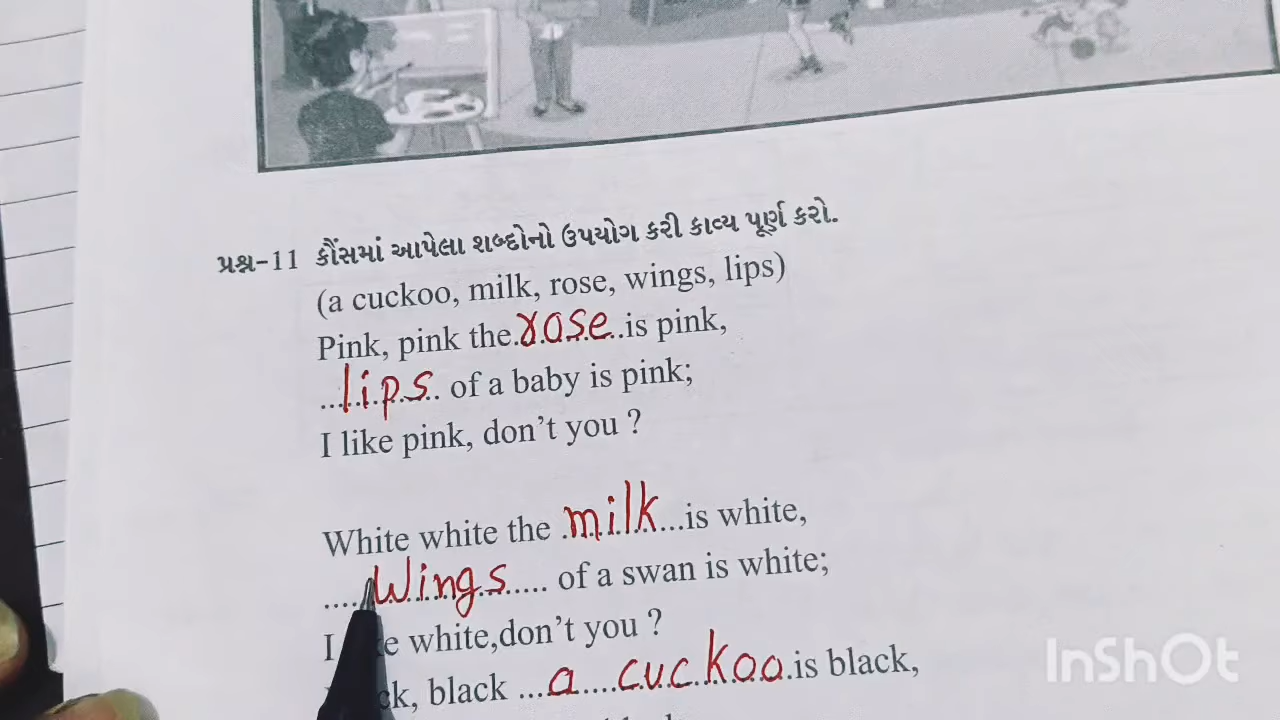 પ્રશ્ન-11 કૌંસમાં આપેલા શબ્દોનો ઉપયોગ કરી કાવ્ય પૂર્ણ કરો.
(a cuckoo, milk, rose, wings, lips)
Pink, pink the rose is pink,
lips of a baby is pink;
I like pink, don't you ?
White white the milk is white,
Wings of a swan is white;
I white,don't you ?
black a cuckoo is black,
InShOt